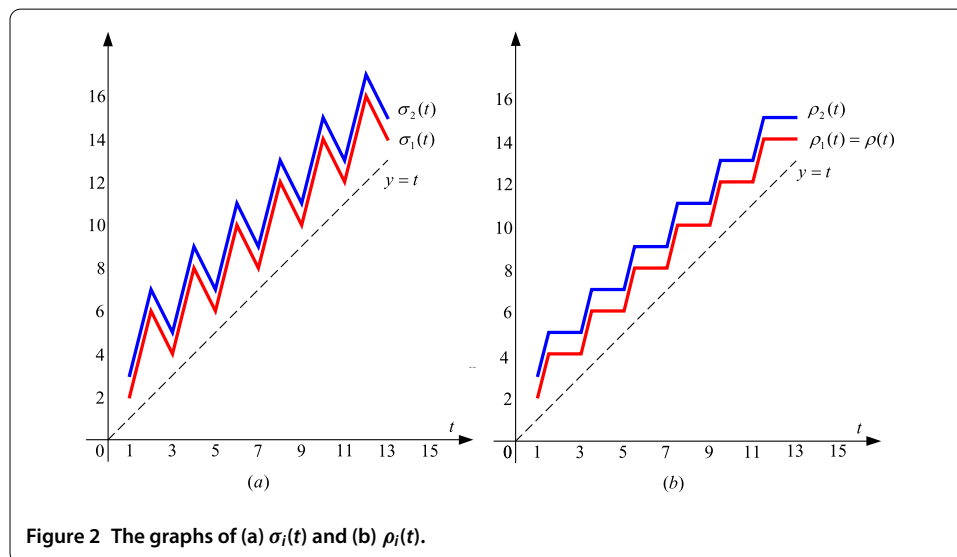 16
14
12
10
8
6
4
2
0
1 3 5 7 9 11 13 15
t
σ₂(t)
σ₁(t)
y = t
(a)
16
14
12
10
8
6
4
2
0
1 3 5 7 9 11 13 15
t
ρ₂(t)
ρ₁(t) = ρ(t)
y = t
(b)
Figure 2 The graphs of (a) σᵢ(t) and (b) ρᵢ(t).